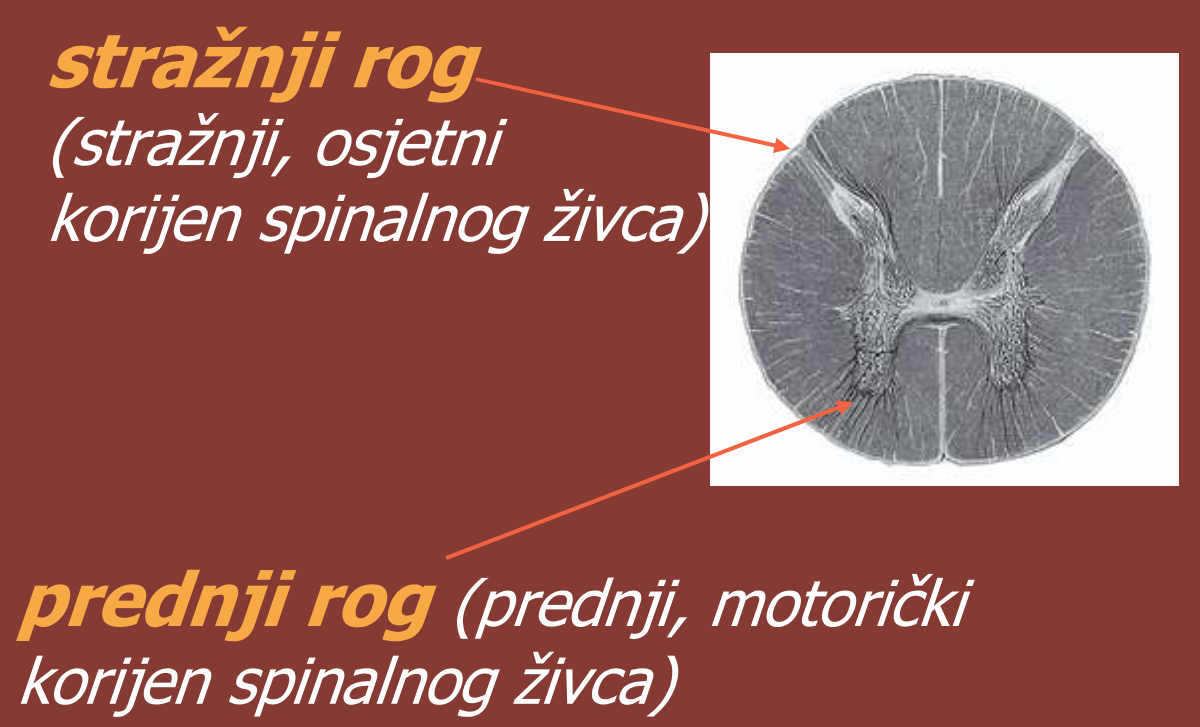 stražnji rog
(stražnji, osjetni
korijen spinalnog živca)
prednji rog (prednji, motorički
korijen spinalnog živca)